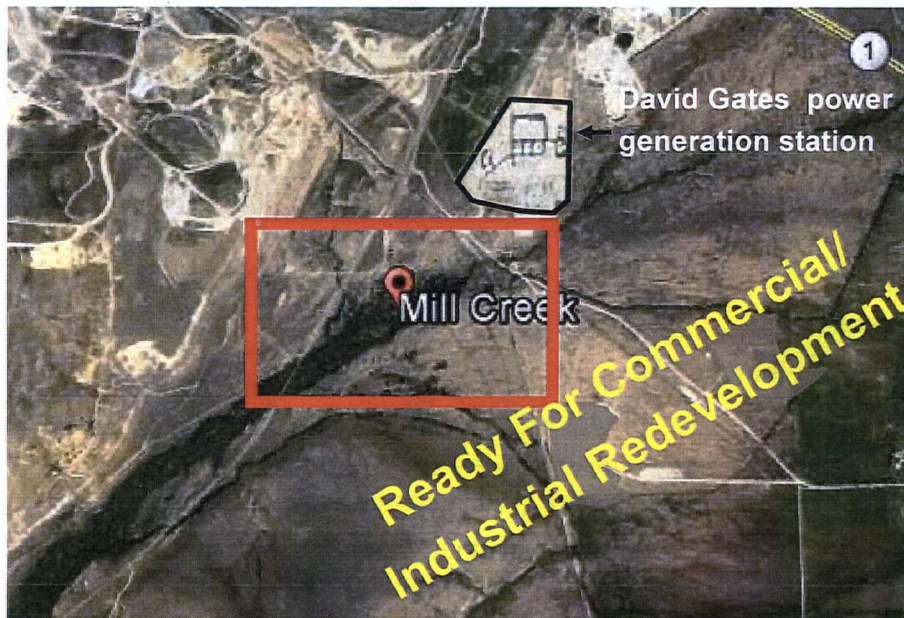 1
David Gates power
generation station
Mill Creek
Ready For Commercial/
Industrial Redevelopment